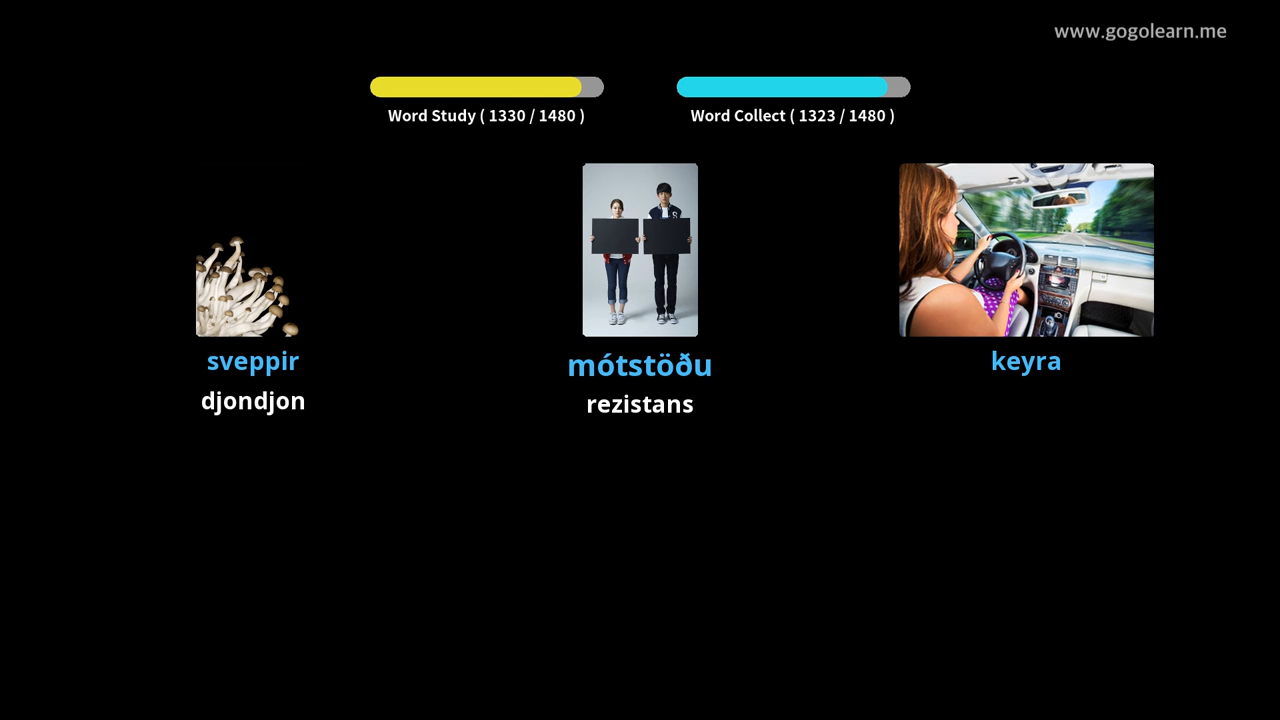 www.gogolearn.me
Word Study ( 1330 / 1480 )
Word Collect ( 1323 / 1480 )
sveppir
mótstöðu
keyra
djondjon
rezistans